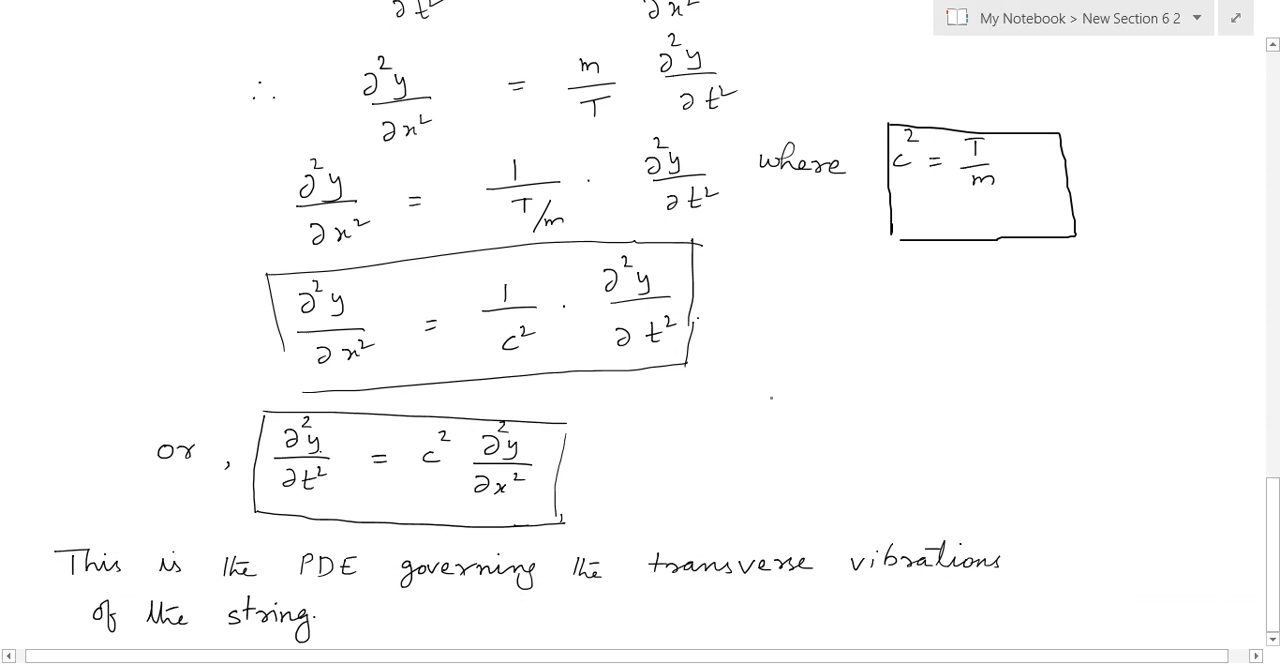 ∂t² ∂x²
My Notebook > New Section 6 2
∴ ∂²y/∂x² = m/T ∂²y/∂t²
∂²y/∂x² = 1/(T/m) · ∂²y/∂t² where c² = T/m
∂²y/∂x² = 1/c² · ∂²y/∂t².
or, ∂²y/∂t² = c² ∂²y/∂x²,
This is the PDE governing the transverse vibrations
of the string.